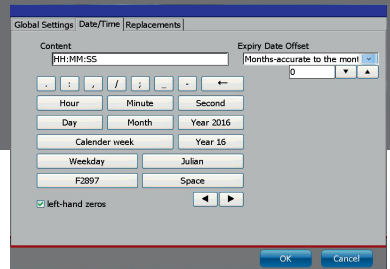 Global Settings Date/Time Replacements
Content Expiry Date Offset
HH:MM:SS Months-accurate to the mont
0
. : , / ; _ - ←
Hour Minute Second
Day Month Year 2016
Calender week Year 16
Weekday Julian
F2897 Space
left-hand zeros
OK Cancel